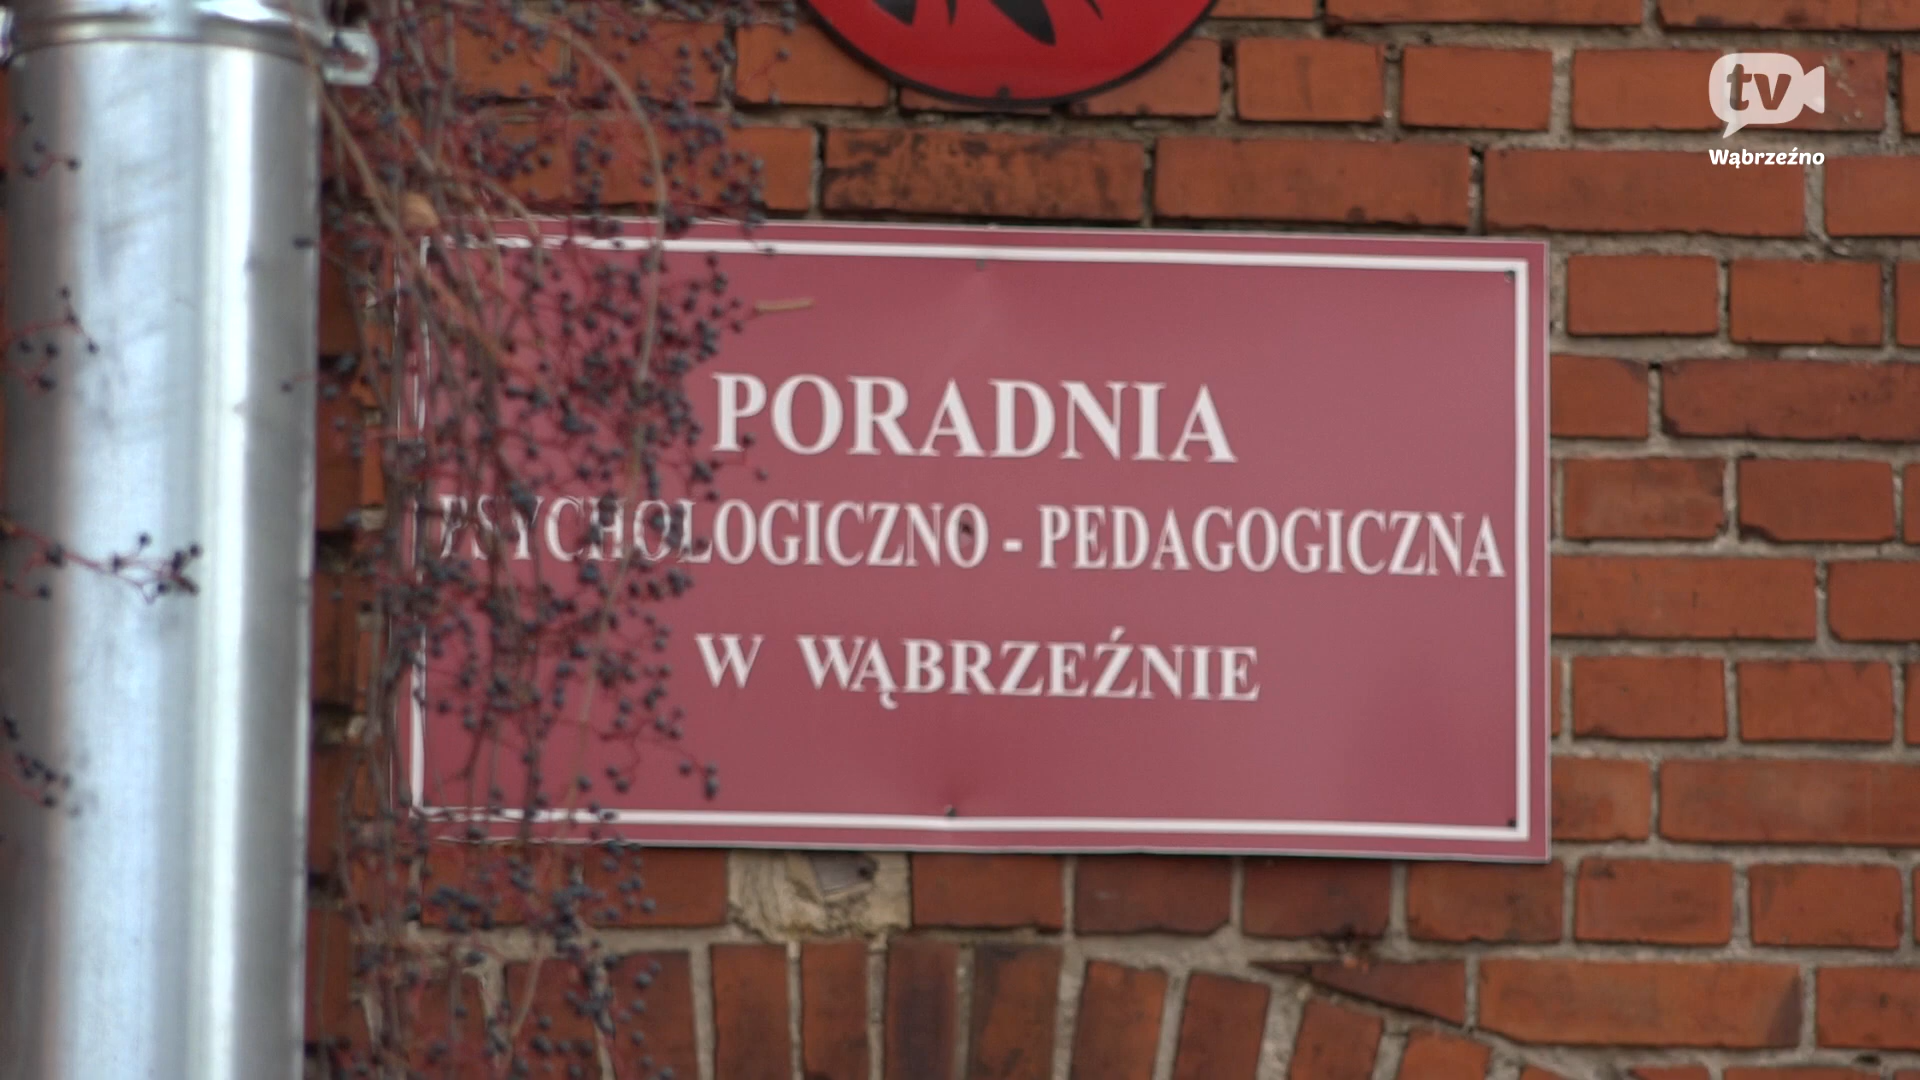 tv
Wąbrzeźno
PORADNIA
PSYCHOLOGICZNO - PEDAGOGICZNA
W WĄBRZEŹNIE